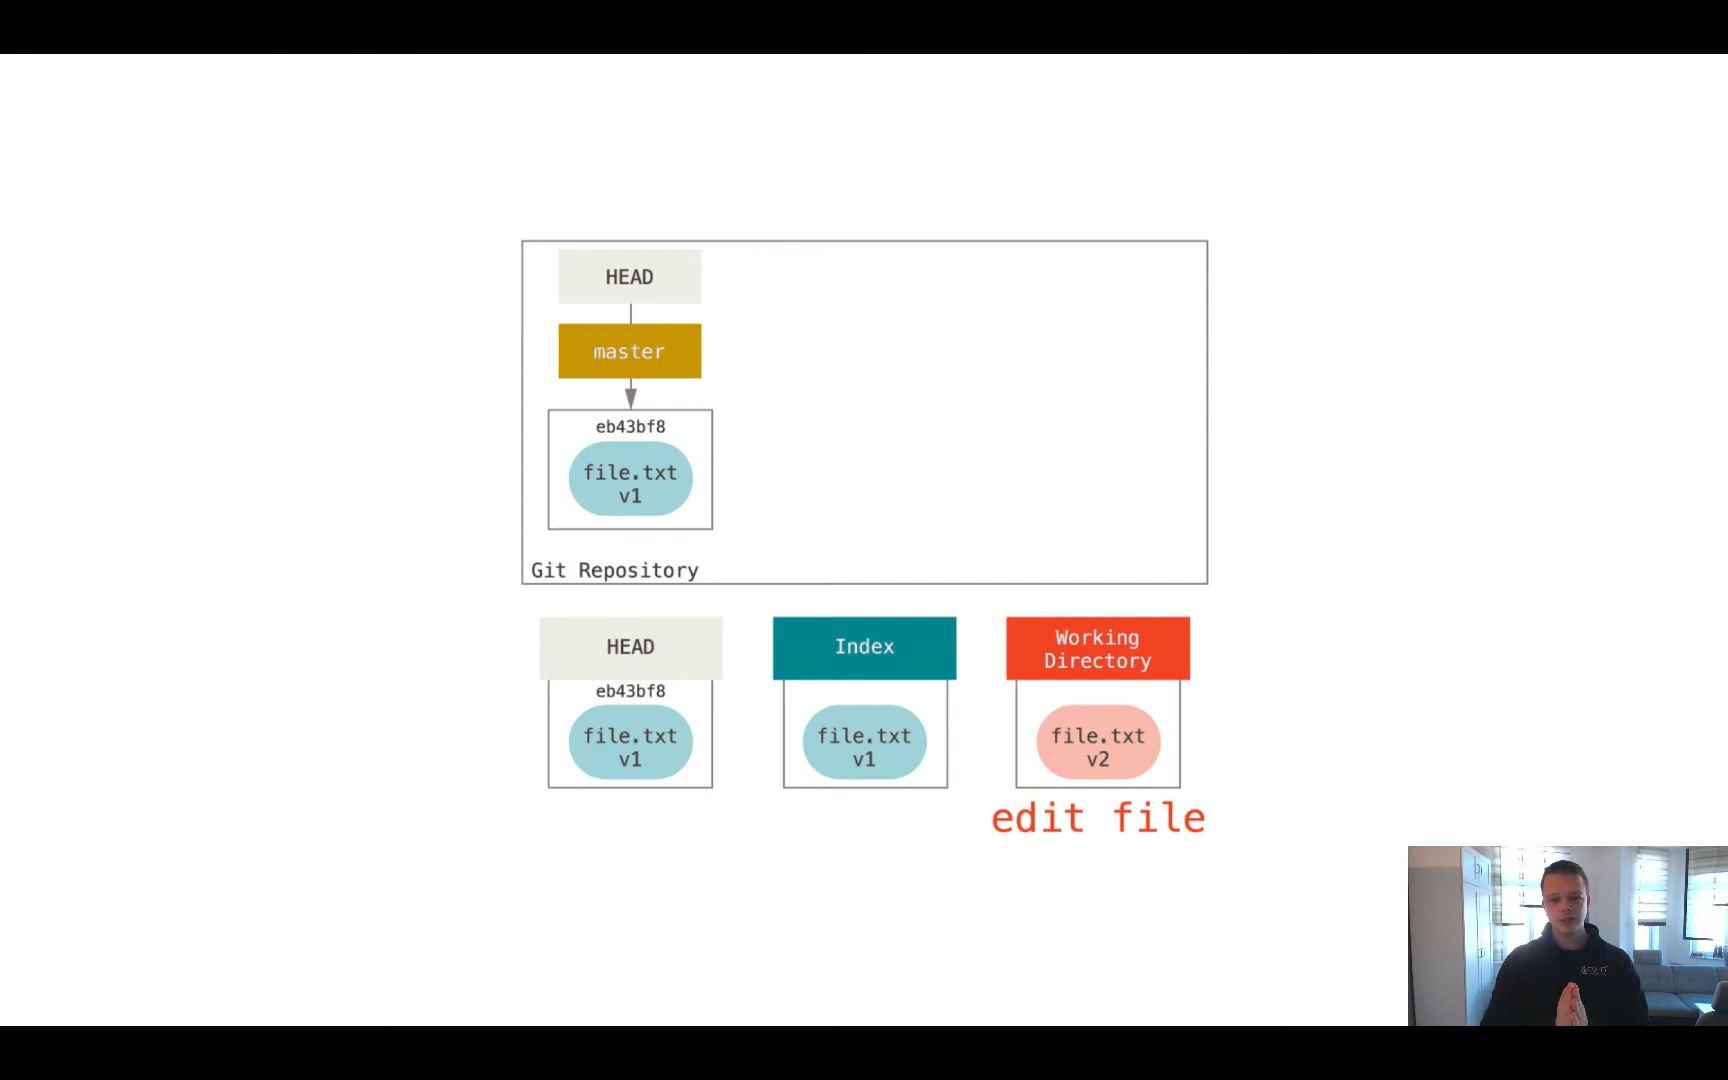 HEAD
master
eb43bf8
file.txt
v1
Git Repository
HEAD
Index
Working
Directory
eb43bf8
file.txt
v1
file.txt
v1
file.txt
v2
edit file